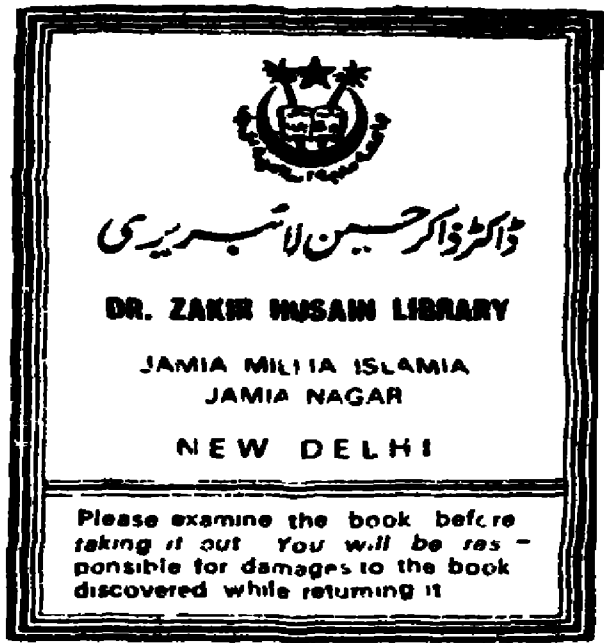 ڈاکٹر ذاکر حسین لائبریری
DR. ZAKIR HUSAIN LIBRARY
JAMIA MILLIA ISLAMIA
JAMIA NAGAR
NEW DELHI
Please examine the book before
taking it out You will be res-
ponsible for damages to the book
discovered while returning it